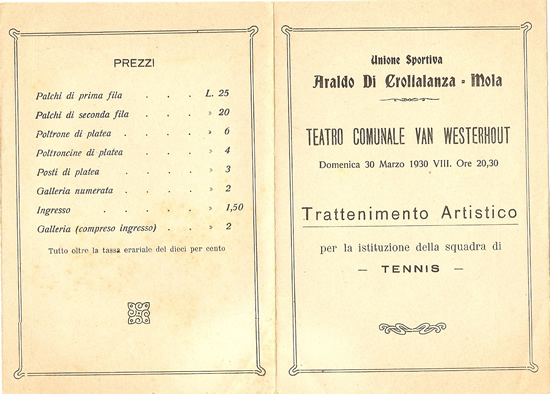 PREZZI
Palchi di prima fila . . . L. 25
Palchi di seconda fila . . . » 20
Poltrone di platea . . . . » 6
Poltroncine di platea . . . » 4
Posti di platea . . . . » 3
Galleria numerata . . . . » 2
Ingresso . . . . . » 1,50
Galleria (compreso ingresso) . . » 2
Tutto oltre la tassa erariale del dieci per cento
Unione Sportiva
Araldo Di Crollalanza - Mola
TEATRO COMUNALE VAN WESTERHOUT
Domenica 30 Marzo 1930 VIII. Ore 20,30
Trattenimento Artistico
per la istituzione della squadra di
— TENNIS —